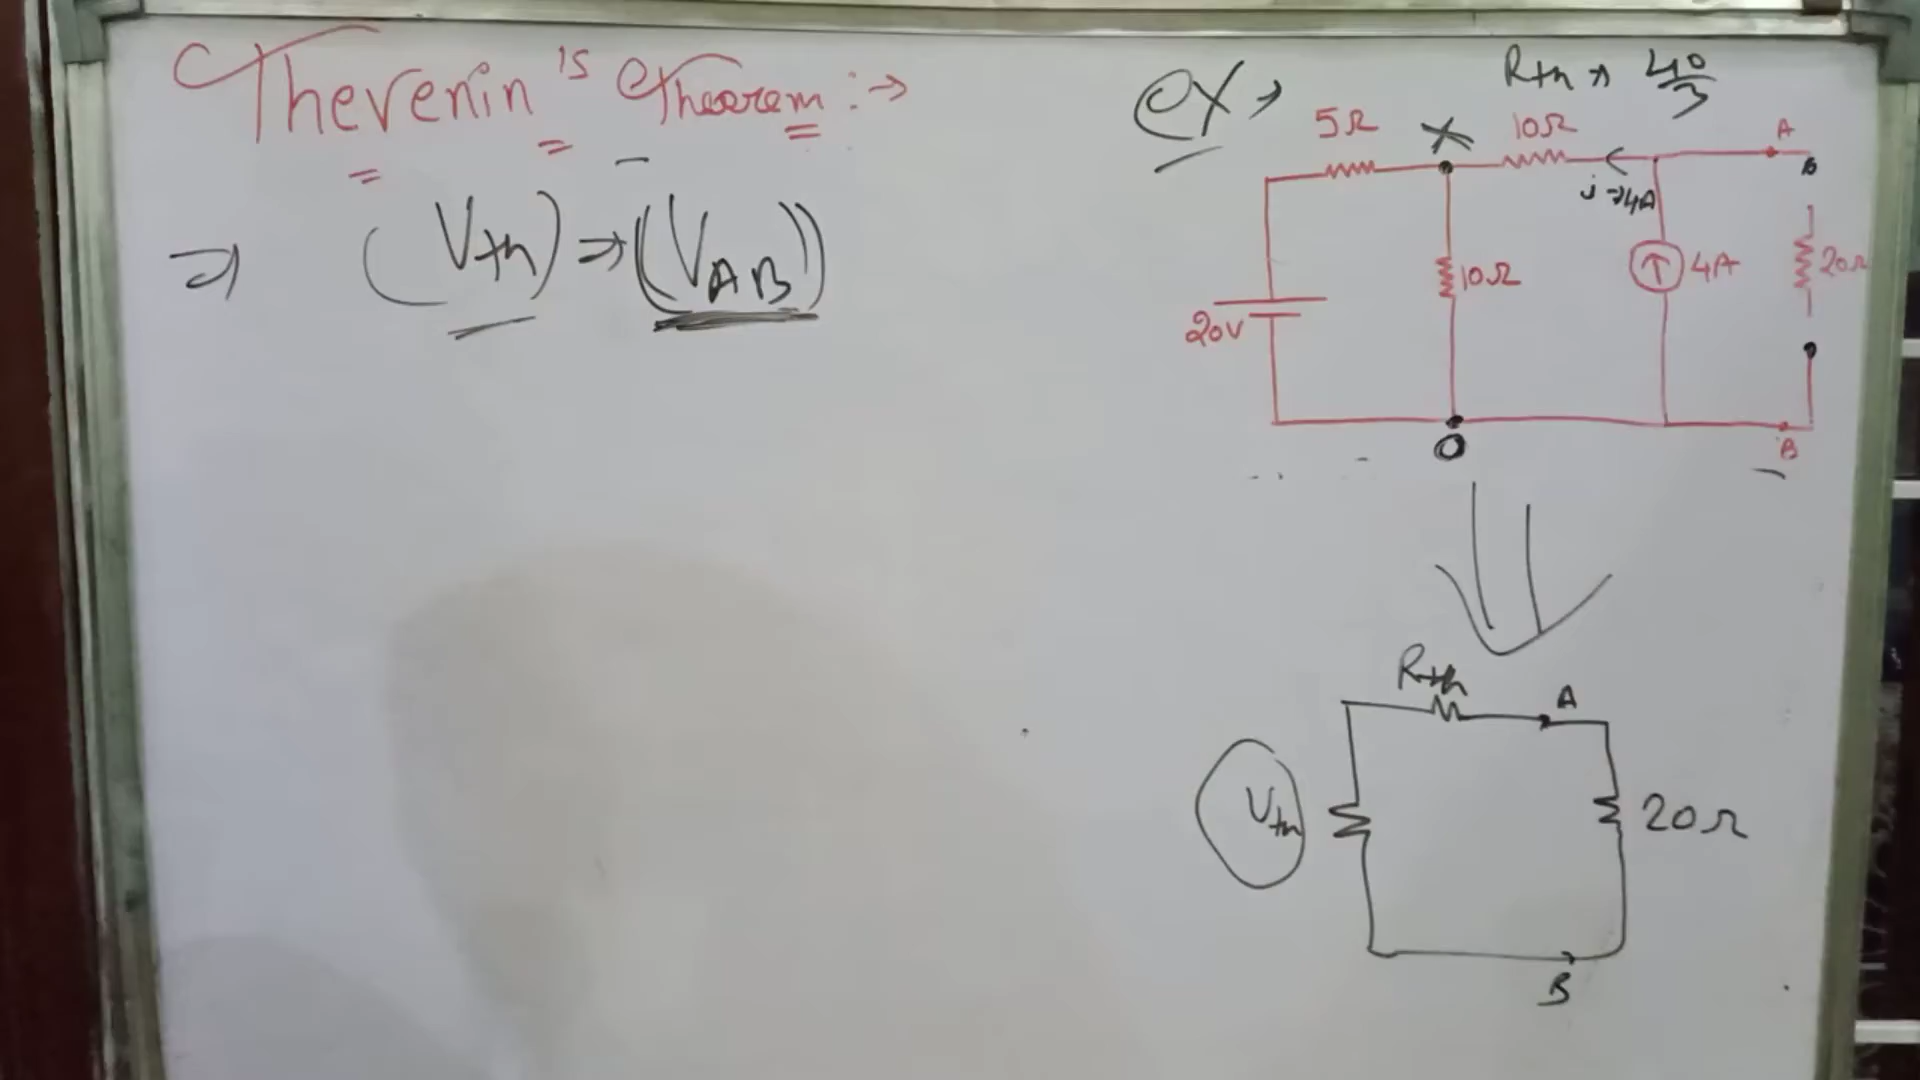 Thevenin's Theorem :→
⇒ (Vth) ⇒ ((VAB))
Ex → Rth ⇒ 40/3
5Ω X 10Ω A
i → 4A
20V 10Ω 4A 20Ω
O B
Rth A
Vth 20Ω
B